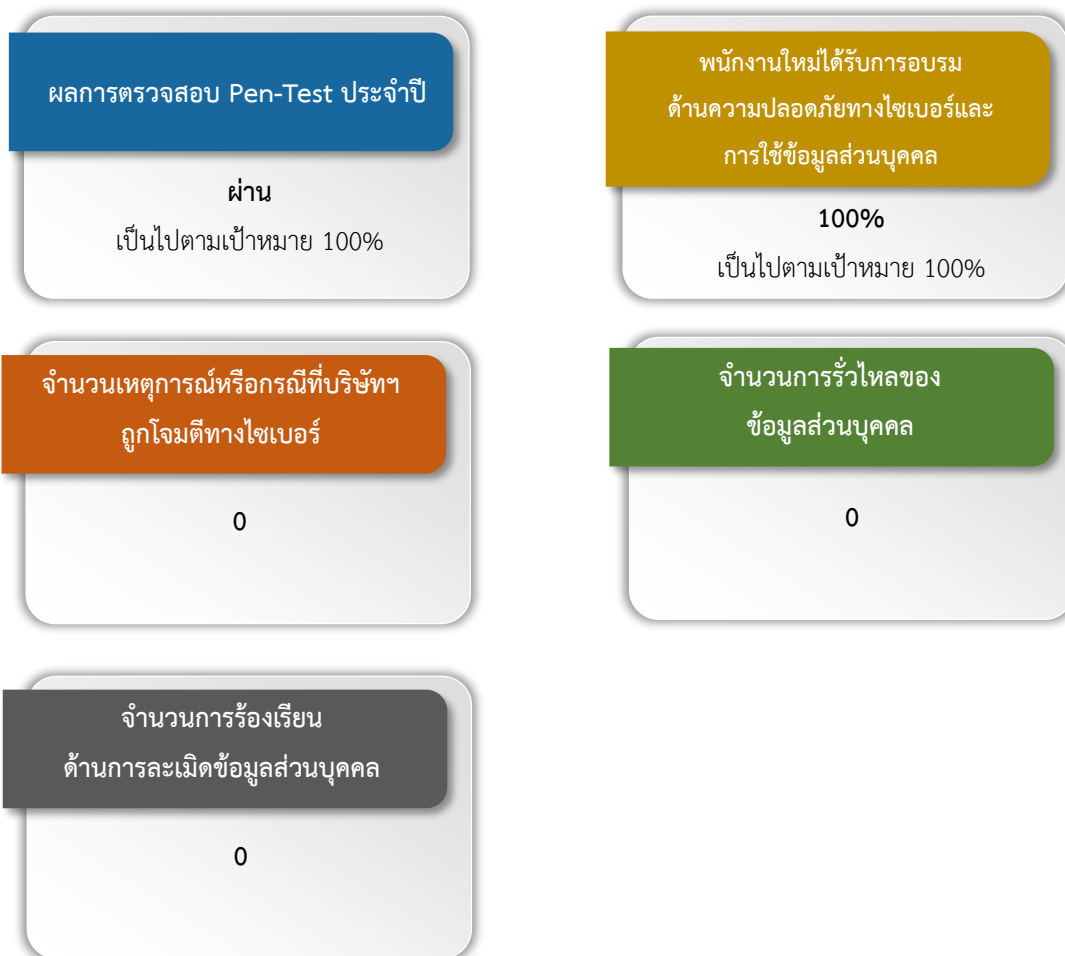 ผลการตรวจสอบ Pen-Test ประจำปี
ผ่าน
เป็นไปตามเป้าหมาย 100%
พนักงานใหม่ได้รับการอบรม
ด้านความปลอดภัยทางไซเบอร์และ
การใช้ข้อมูลส่วนบุคคล
100%
เป็นไปตามเป้าหมาย 100%
จำนวนเหตุการณ์หรือกรณีที่บริษัทฯ
ถูกโจมตีทางไซเบอร์
0
จำนวนการรั่วไหลของ
ข้อมูลส่วนบุคคล
0
จำนวนการร้องเรียน
ด้านการละเมิดข้อมูลส่วนบุคคล
0